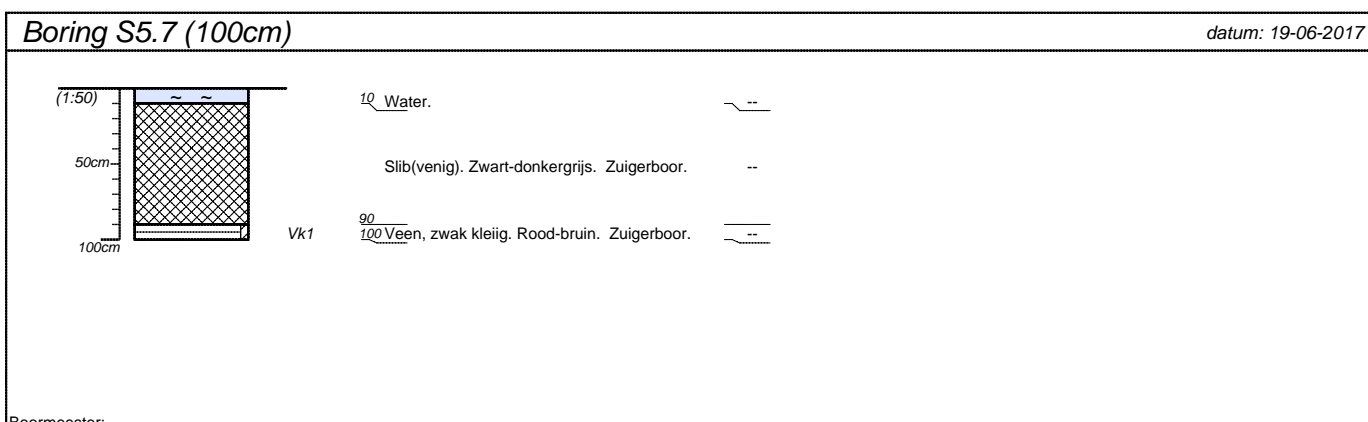 Boring S5.7 (100cm) datum: 19-06-2017
(1:50) ~ ~ 10 Water. --
50cm Slib(venig). Zwart-donkergrijs. Zuigerboor. --
90
100cm Vk1 100 Veen, zwak kleiig. Rood-bruin. Zuigerboor. --
Boormeester: